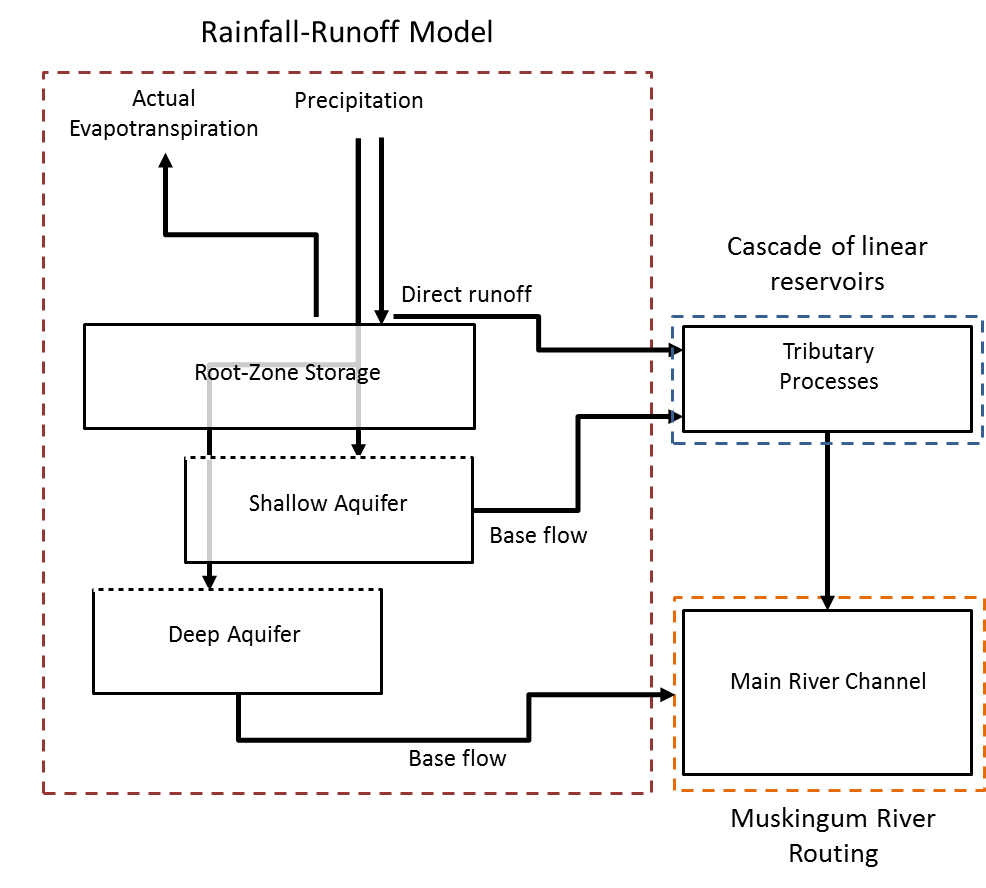 Rainfall-Runoff Model
Actual
Evapotranspiration
Precipitation
Direct runoff
Cascade of linear
reservoirs
Root-Zone Storage
Tributary
Processes
Shallow Aquifer
Base flow
Deep Aquifer
Main River Channel
Base flow
Muskingum River
Routing